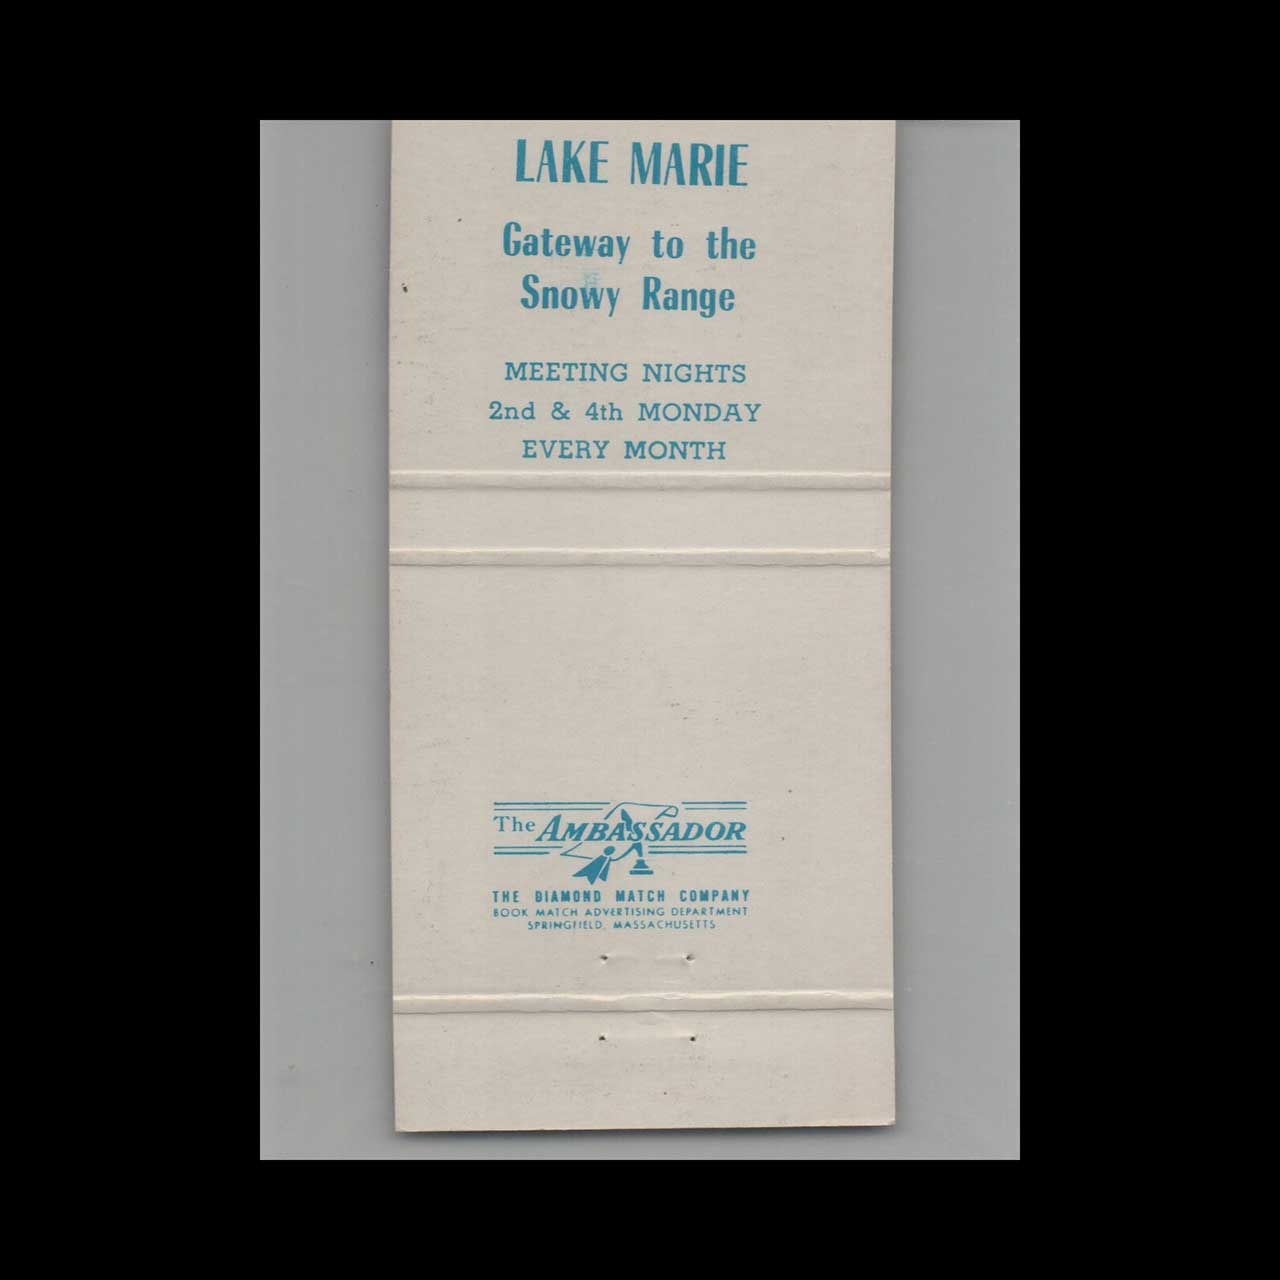 LAKE MARIE
Gateway to the
Snowy Range
MEETING NIGHTS
2nd & 4th MONDAY
EVERY MONTH
The AMBASSADOR
THE DIAMOND MATCH COMPANY
BOOK MATCH ADVERTISING DEPARTMENT
SPRINGFIELD, MASSACHUSETTS